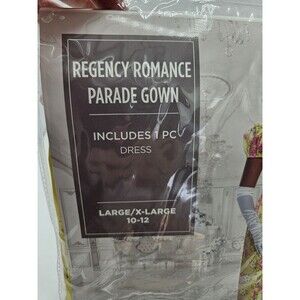 REGENCY ROMANCE
PARADE GOWN
INCLUDES 1 PC
DRESS
LARGE/X-LARGE
10-12